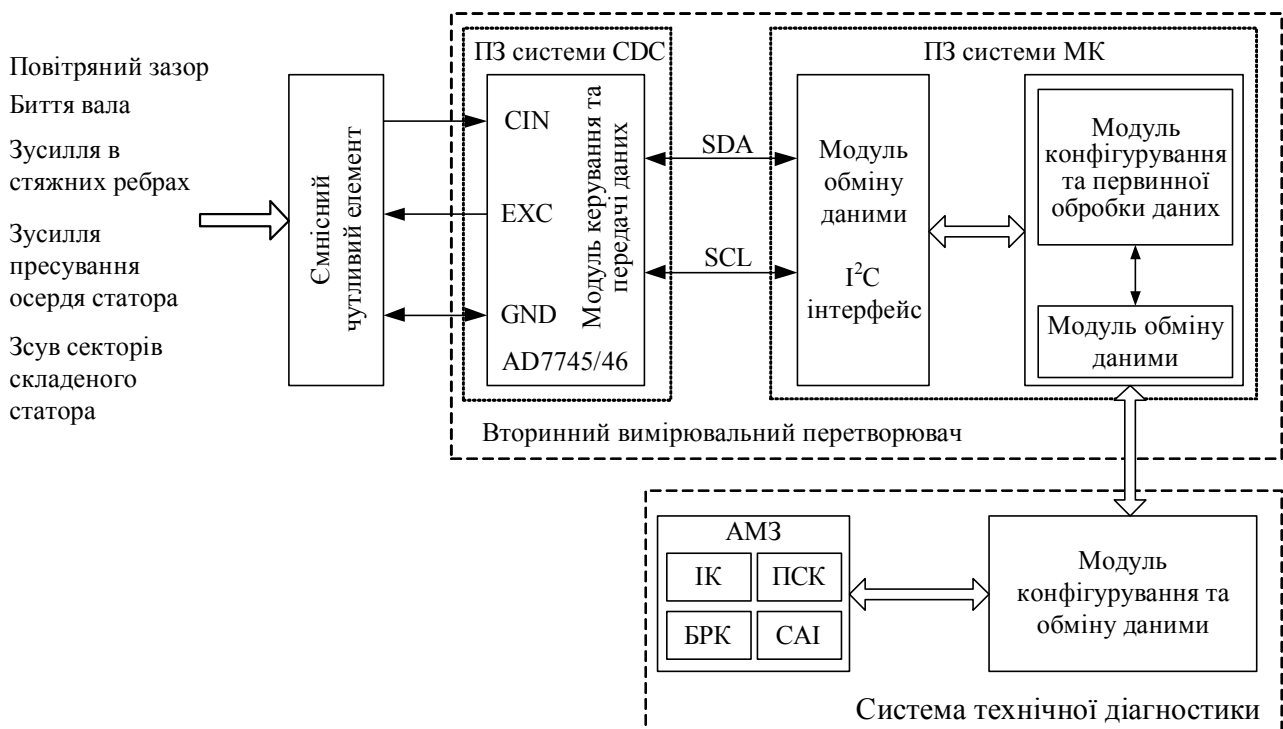 Повітряний зазор
Биття вала
Зусилля в
стяжних ребрах
Зусилля
пресування
осердя статора
Зсув секторів
складеного
статора
Ємнісний
чутливий елемент
ПЗ системи CDC
CIN
EXC
GND
AD7745/46
Модуль керування та
передачі даних
SDA
SCL
ПЗ системи МК
Модуль
обміну
даними
I²C
інтерфейс
Модуль
конфігурування
та первинної
обробки даних
Модуль обміну
даними
Вторинний вимірювальний перетворювач
АМЗ
ІК
ПСК
БРК
САІ
Модуль
конфігурування та
обміну даними
Система технічної діагностики